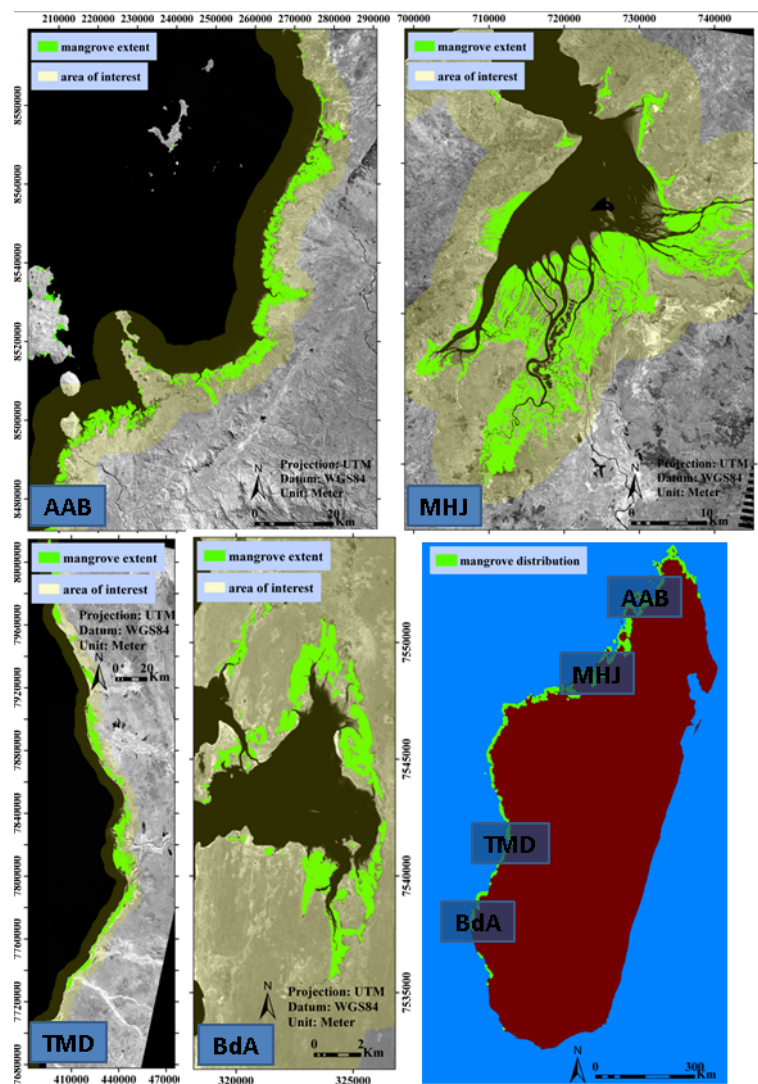 210000 220000 230000 240000 250000 260000 270000 280000 290000
mangrove extent
area of interest
8580000
8560000
8540000
8520000
8500000
8480000
Projection: UTM
Datum: WGS84
Unit: Meter
N
0 20
Km
AAB
700000 710000 720000 730000 740000
mangrove extent
area of interest
Projection: UTM
Datum: WGS84
Unit: Meter
N
0 10
Km
MHJ
mangrove extent
area of interest
Projection: UTM
Datum: WGS84
Unit: Meter
N
0 20
Km
8000000
7960000
7920000
7880000
7840000
7800000
7760000
7720000
7680000
TMD
410000 440000 470000
mangrove extent
area of interest
7550000
7545000
7540000
7535000
N
Projection: UTM
Datum: WGS84
Unit: Meter
0 2
Km
BdA
320000 325000
mangrove distribution
AAB
MHJ
TMD
BdA
N
0 300
Km